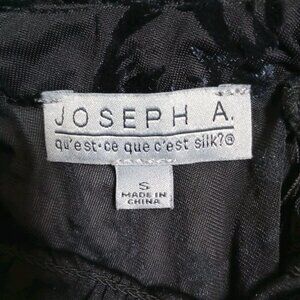 JOSEPH A.
qu'est•ce que c'est silk?®
S
MADE IN
CHINA